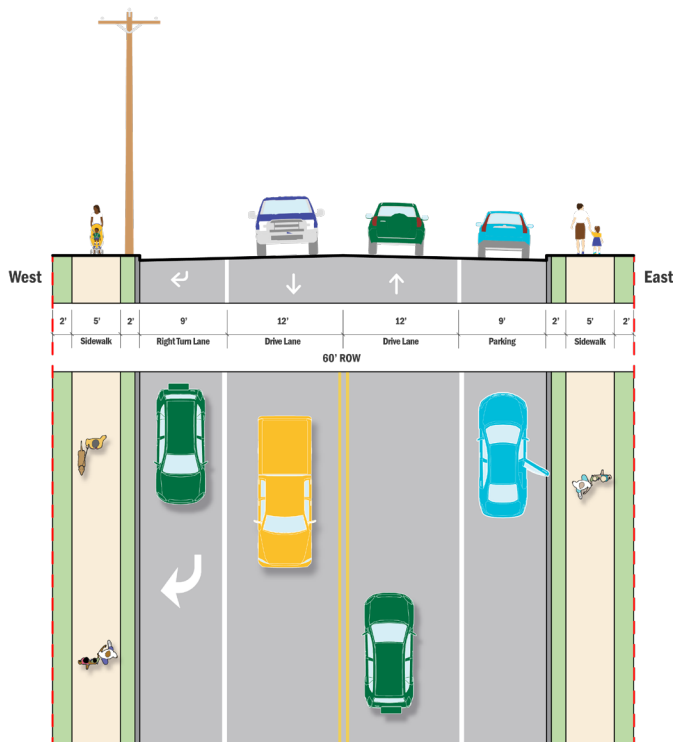 West
East
2' 5' 2' 9' 12' 12' 9' 2' 5' 2'
Sidewalk Right Turn Lane Drive Lane Drive Lane Parking Sidewalk
60' ROW